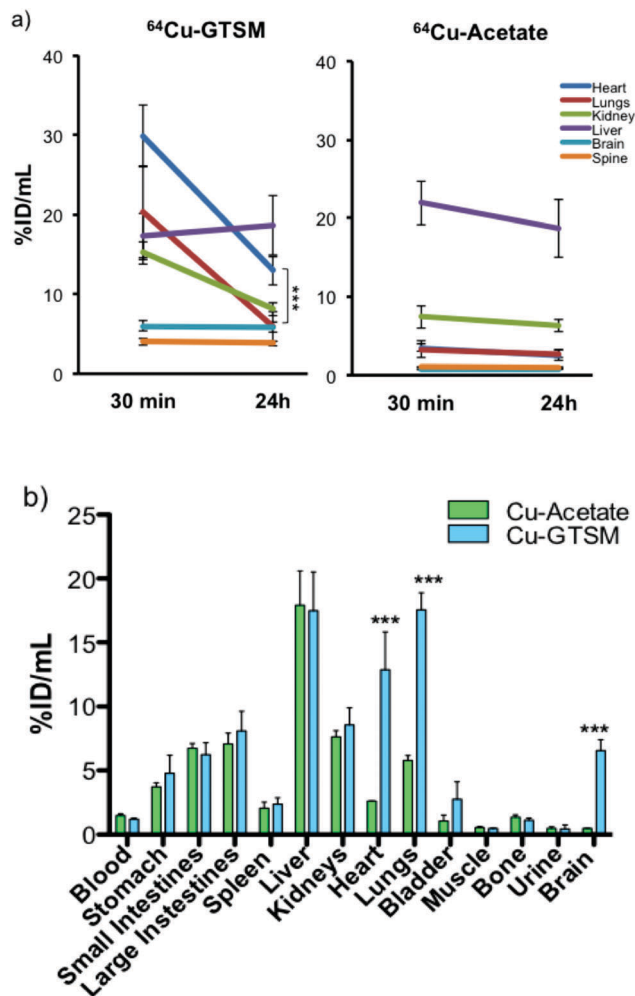 a)
⁶⁴Cu-GTSM
⁶⁴Cu-Acetate
40
30
20
10
0
%ID/mL
30 min
24h
***
40
30
20
10
0
30 min
24h
Heart
Lungs
Kidney
Liver
Brain
Spine
b)
Cu-Acetate
Cu-GTSM
25
20
15
10
5
0
%ID/mL
***
***
***
Blood
Stomach
Small Intestines
Large Instestines
Spleen
Liver
Kidneys
Heart
Lungs
Bladder
Muscle
Bone
Urine
Brain